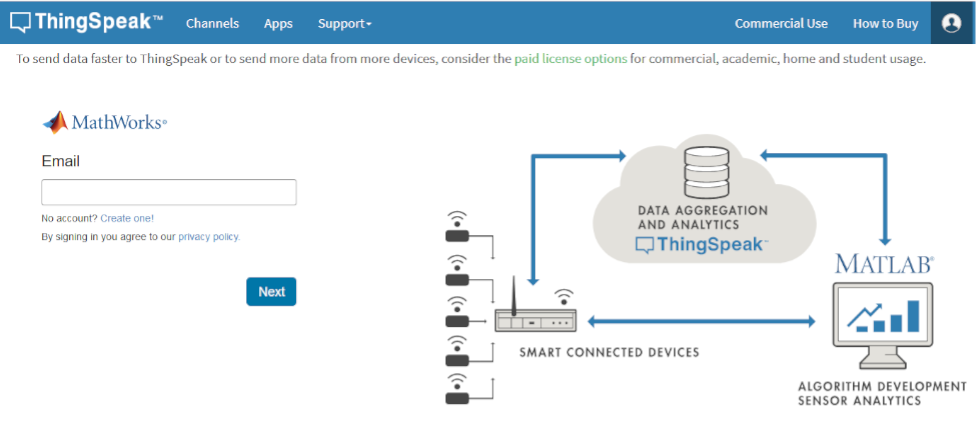 ThingSpeak™ Channels Apps Support Commercial Use How to Buy
To send data faster to ThingSpeak or to send more data from more devices, consider the paid license options for commercial, academic, home and student usage.
MathWorks®
Email
No account? Create one!
By signing in you agree to our privacy policy.
Next
DATA AGGREGATION
AND ANALYTICS
ThingSpeak™
MATLAB®
SMART CONNECTED DEVICES
ALGORITHM DEVELOPMENT
SENSOR ANALYTICS